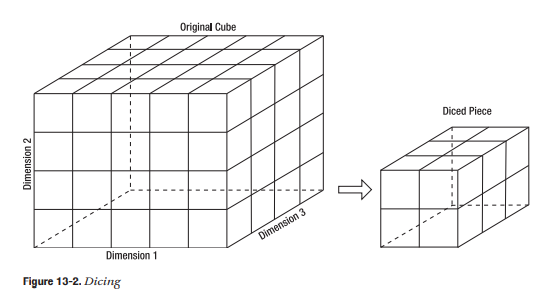 Original Cube
Diced Piece
Dimension 2
Dimension 3
Dimension 1
Figure 13-2. Dicing